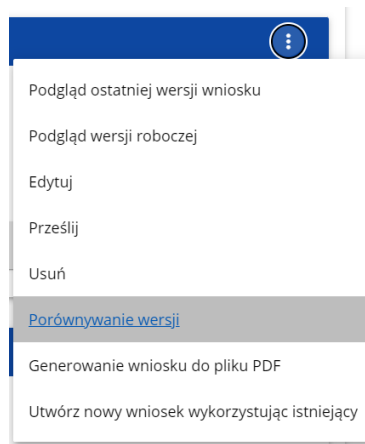 Podgląd ostatniej wersji wniosku
Podgląd wersji roboczej
Edytuj
Prześlij
Usuń
Porównywanie wersji
Generowanie wniosku do pliku PDF
Utwórz nowy wniosek wykorzystując istniejący